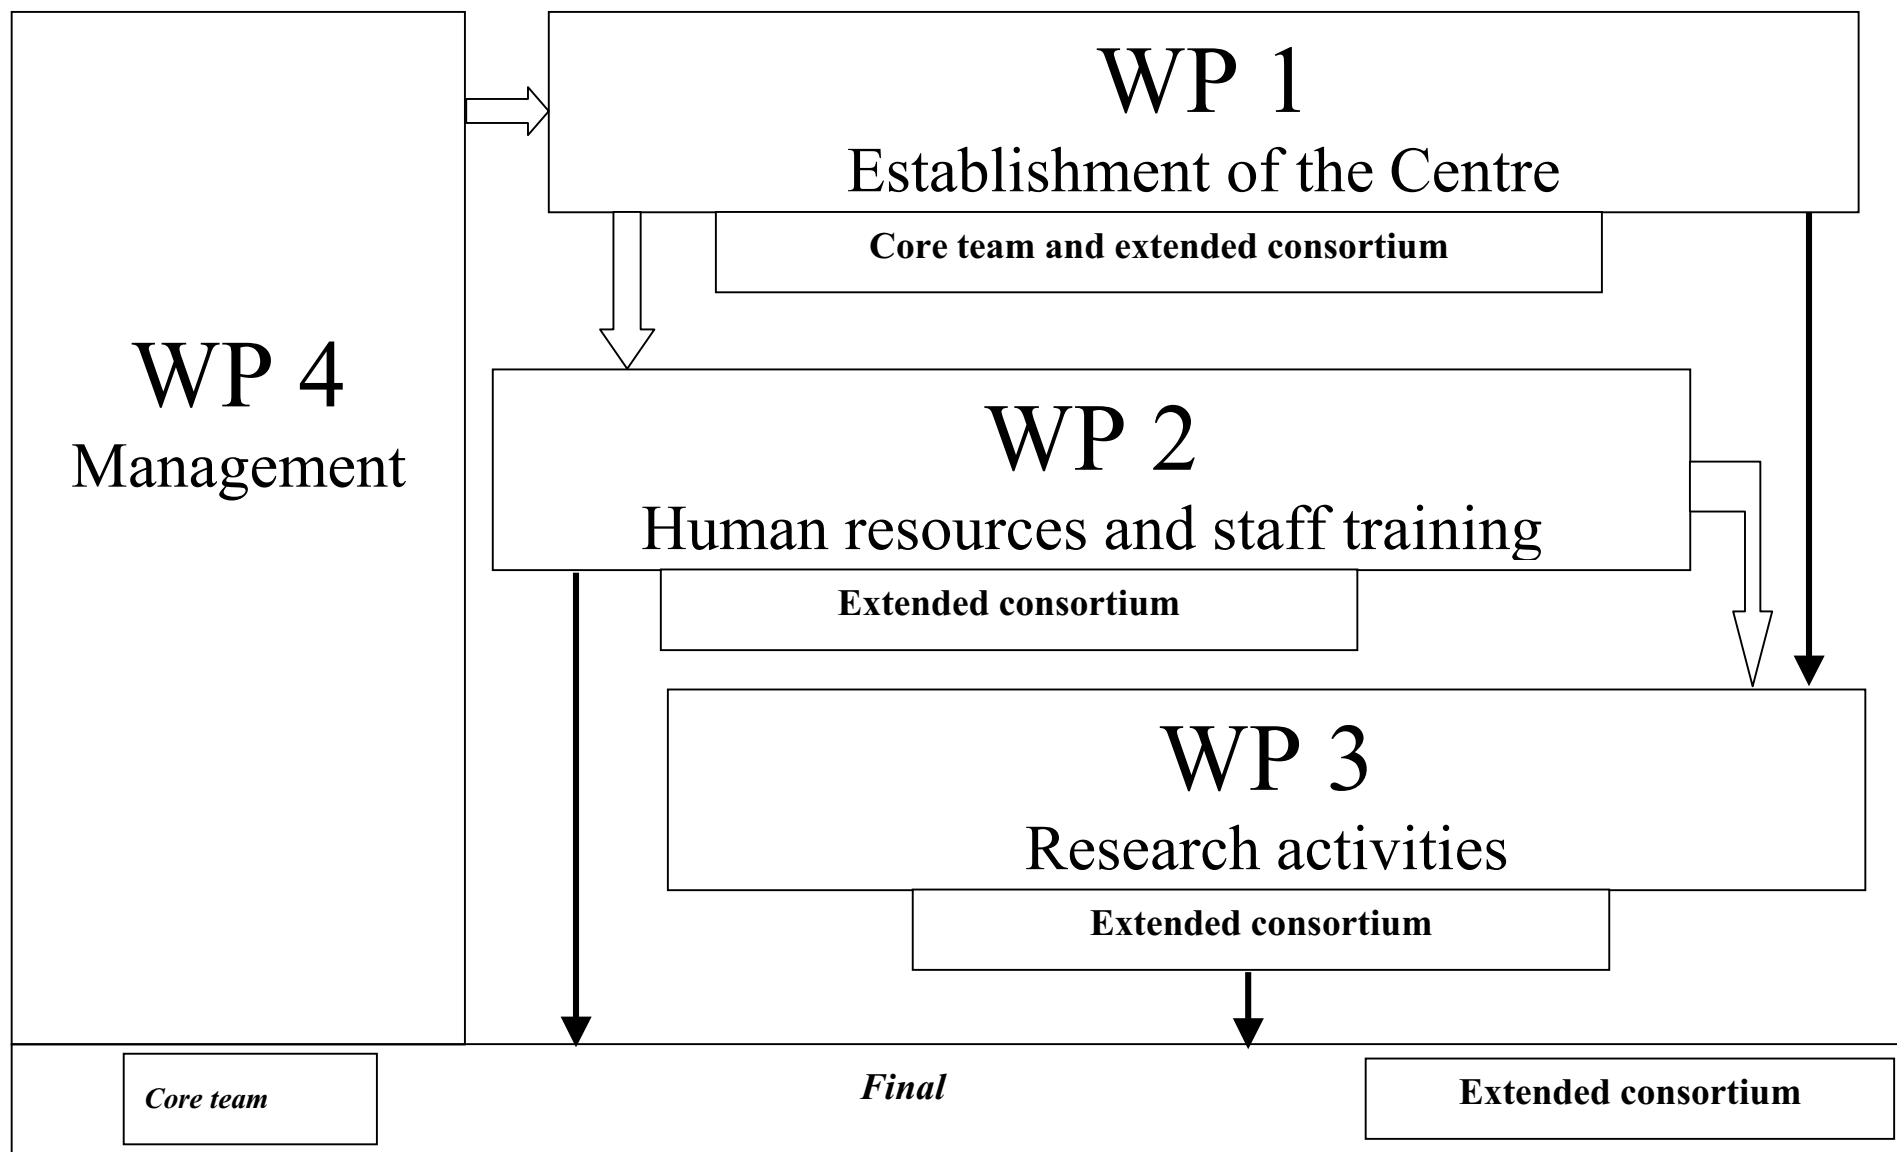 WP 4
Management
WP 1
Establishment of the Centre
Core team and extended consortium
WP 2
Human resources and staff training
Extended consortium
WP 3
Research activities
Extended consortium
Core team
Final
Extended consortium